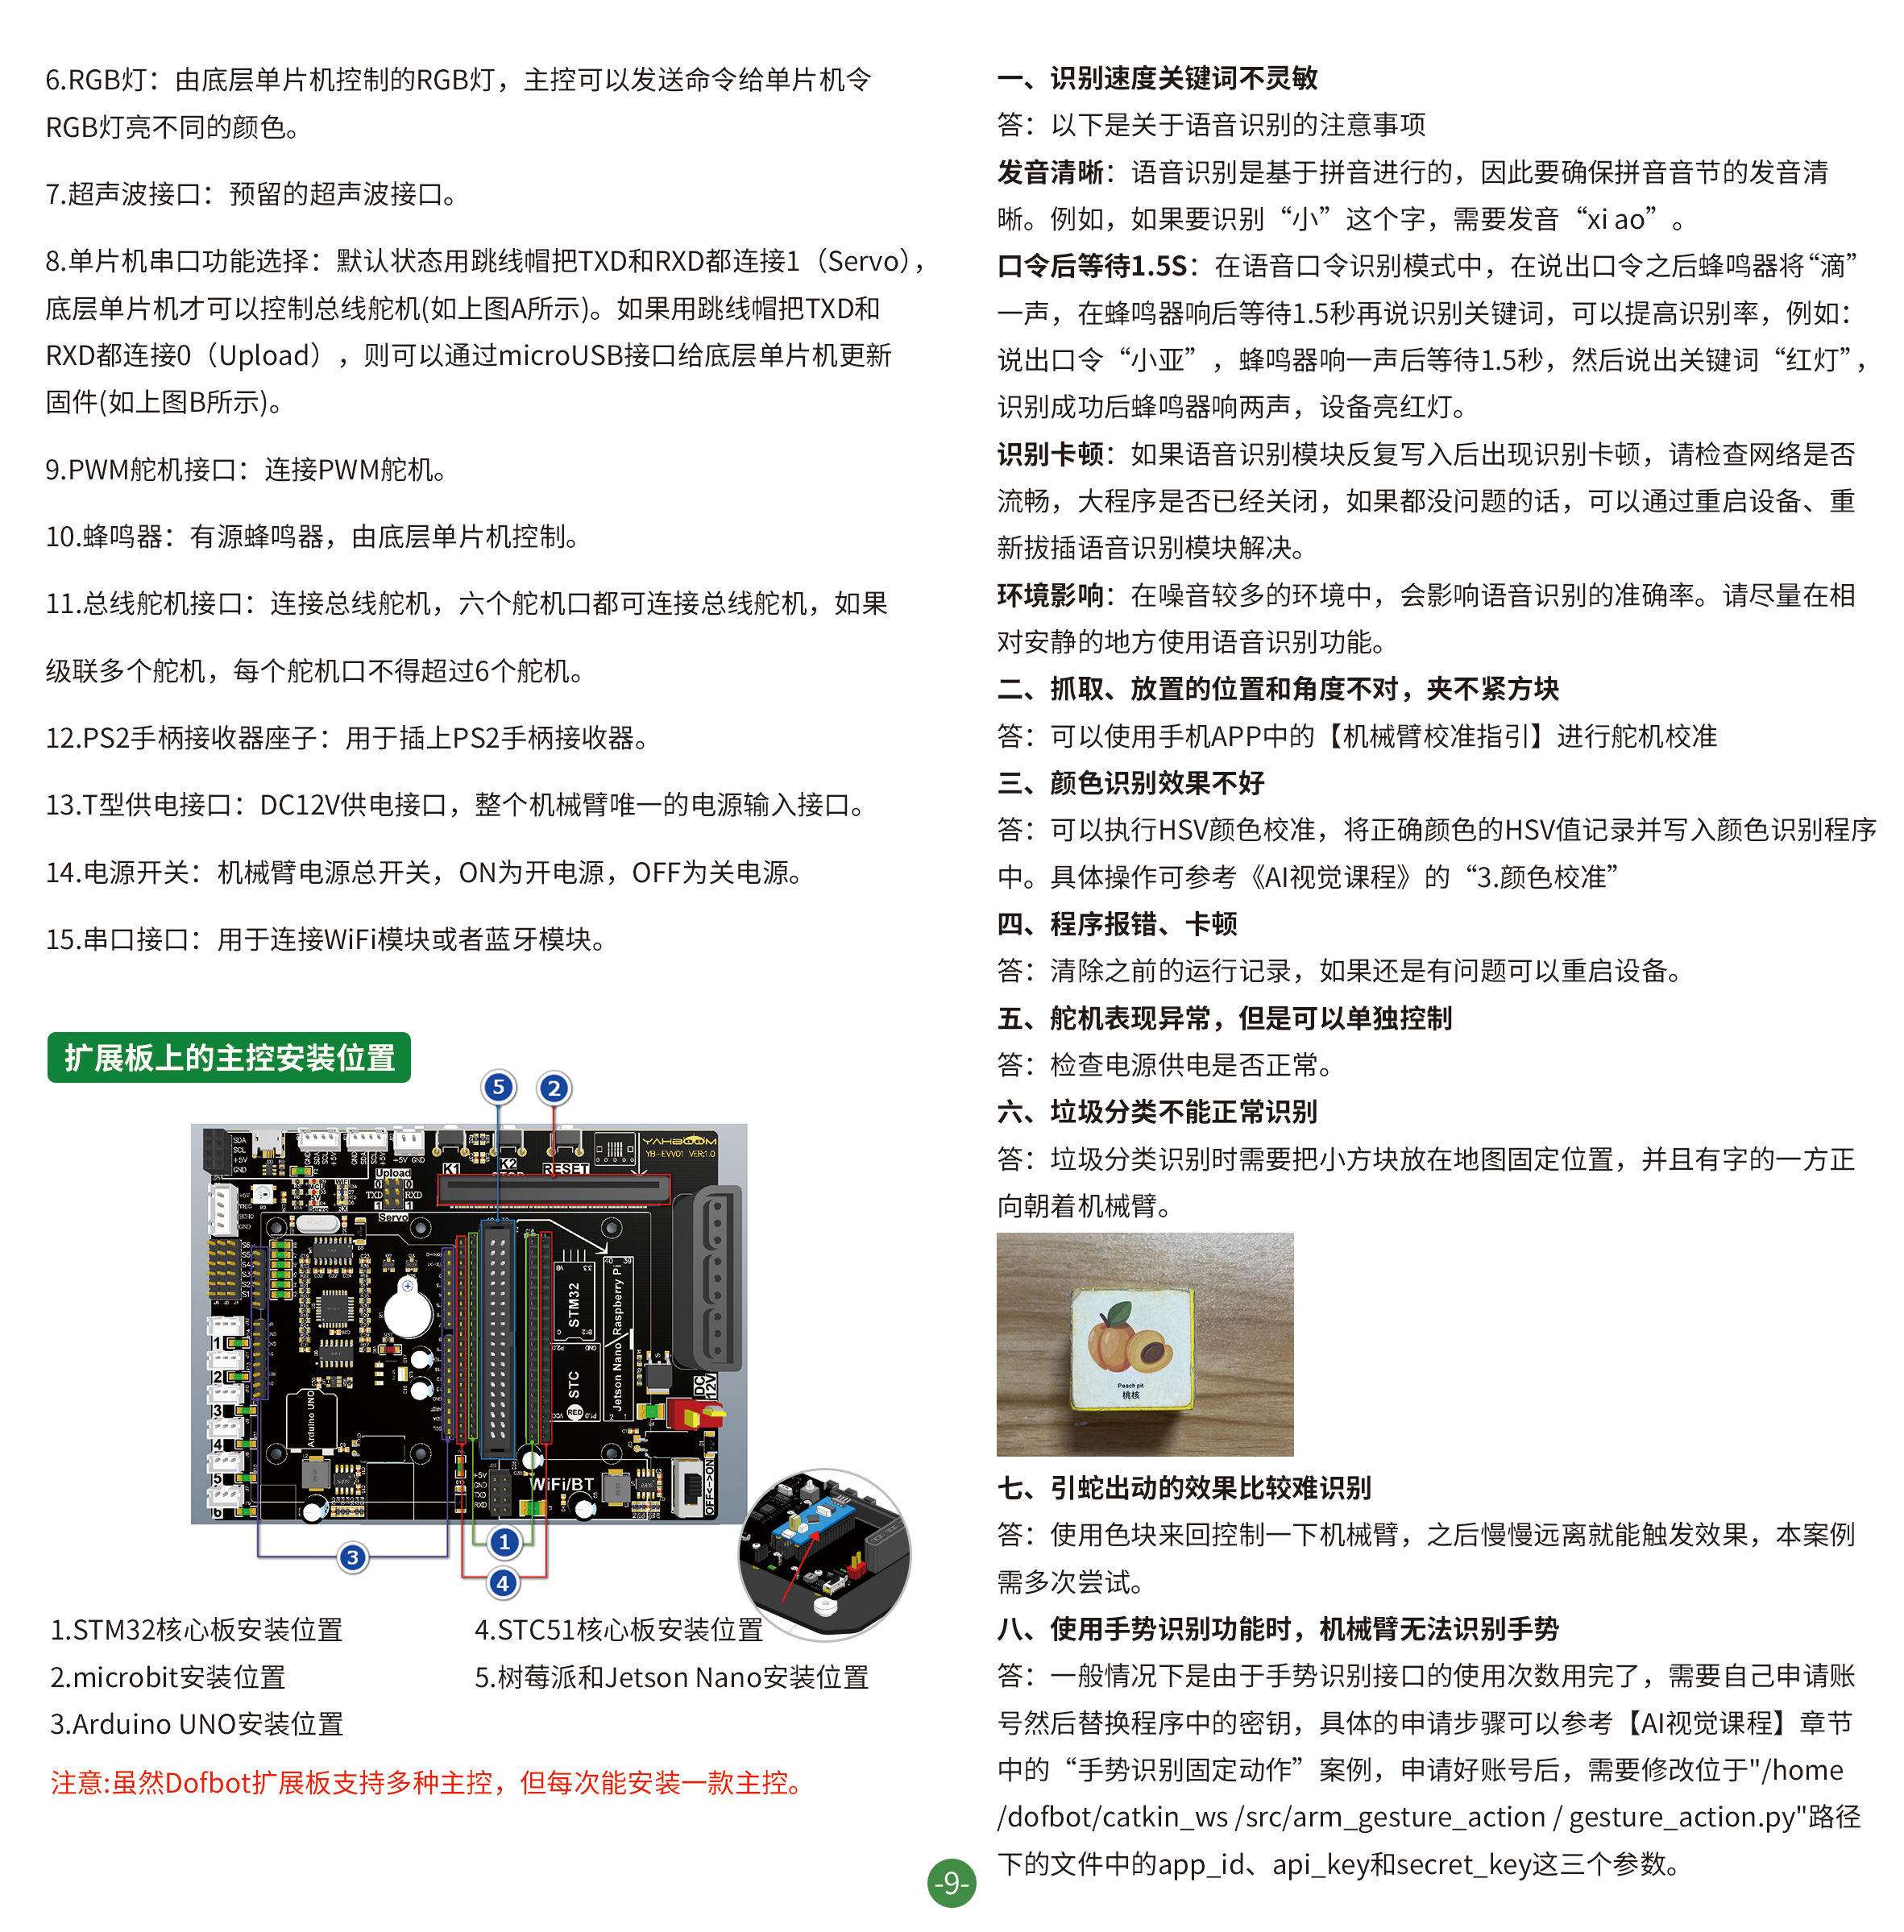 6.RGB灯：由底层单片机控制的RGB灯，主控可以发送命令给单片机令
RGB灯亮不同的颜色。
7.超声波接口：预留的超声波接口。
8.单片机串口功能选择：默认状态用跳线帽把TXD和RXD都连接1（Servo），
底层单片机才可以控制总线舵机(如上图A所示)。如果用跳线帽把TXD和
RXD都连接0（Upload），则可以通过microUSB接口给底层单片机更新
固件(如上图B所示)。
9.PWM舵机接口：连接PWM舵机。
10.蜂鸣器：有源蜂鸣器，由底层单片机控制。
11.总线舵机接口：连接总线舵机，六个舵机口都可连接总线舵机，如果
级联多个舵机，每个舵机口不得超过6个舵机。
12.PS2手柄接收器座子：用于插上PS2手柄接收器。
13.T型供电接口：DC12V供电接口，整个机械臂唯一的电源输入接口。
14.电源开关：机械臂电源总开关，ON为开电源，OFF为关电源。
15.串口接口：用于连接WiFi模块或者蓝牙模块。
扩展板上的主控安装位置
5
2
SDA
SCL
+5V
GND
YAHBOOM
YB-EVV01 VER:1.0
K1
K2
RESET
Upload
0
0
TXD
RXD
1
1
Servo
S6
S5
S4
S3
S2
S1
1
2
3
4
5
6
Arduino UNO
STM32
STC
RED
Jetson Nano
Raspberry Pi
DC
12V
+5V
GND
TXD
RXD
WiFi/BT
OFF<->ON
3
1
4
1.STM32核心板安装位置
2.microbit安装位置
3.Arduino UNO安装位置
4.STC51核心板安装位置
5.树莓派和Jetson Nano安装位置
注意:虽然Dofbot扩展板支持多种主控，但每次能安装一款主控。
一、识别速度关键词不灵敏
答：以下是关于语音识别的注意事项
发音清晰：语音识别是基于拼音进行的，因此要确保拼音音节的发音清
晰。例如，如果要识别“小”这个字，需要发音“xi ao”。
口令后等待1.5S：在语音口令识别模式中，在说出口令之后蜂鸣器将“滴”
一声，在蜂鸣器响后等待1.5秒再说识别关键词，可以提高识别率，例如：
说出口令“小亚”，蜂鸣器响一声后等待1.5秒，然后说出关键词“红灯”，
识别成功后蜂鸣器响两声，设备亮红灯。
识别卡顿：如果语音识别模块反复写入后出现识别卡顿，请检查网络是否
流畅，大程序是否已经关闭，如果都没问题的话，可以通过重启设备、重
新拔插语音识别模块解决。
环境影响：在噪音较多的环境中，会影响语音识别的准确率。请尽量在相
对安静的地方使用语音识别功能。
二、抓取、放置的位置和角度不对，夹不紧方块
答：可以使用手机APP中的【机械臂校准指引】进行舵机校准
三、颜色识别效果不好
答：可以执行HSV颜色校准，将正确颜色的HSV值记录并写入颜色识别程序
中。具体操作可参考《AI视觉课程》的“3.颜色校准”
四、程序报错、卡顿
答：清除之前的运行记录，如果还是有问题可以重启设备。
五、舵机表现异常，但是可以单独控制
答：检查电源供电是否正常。
六、垃圾分类不能正常识别
答：垃圾分类识别时需要把小方块放在地图固定位置，并且有字的一方正
向朝着机械臂。
Peach pit
桃核
七、引蛇出动的效果比较难识别
答：使用色块来回控制一下机械臂，之后慢慢远离就能触发效果，本案例
需多次尝试。
八、使用手势识别功能时，机械臂无法识别手势
答：一般情况下是由于手势识别接口的使用次数用完了，需要自己申请账
号然后替换程序中的密钥，具体的申请步骤可以参考【AI视觉课程】章节
中的“手势识别固定动作”案例，申请好账号后，需要修改位于"/home
/dofbot/catkin_ws /src/arm_gesture_action / gesture_action.py"路径
下的文件中的app_id、api_key和secret_key这三个参数。
-9-